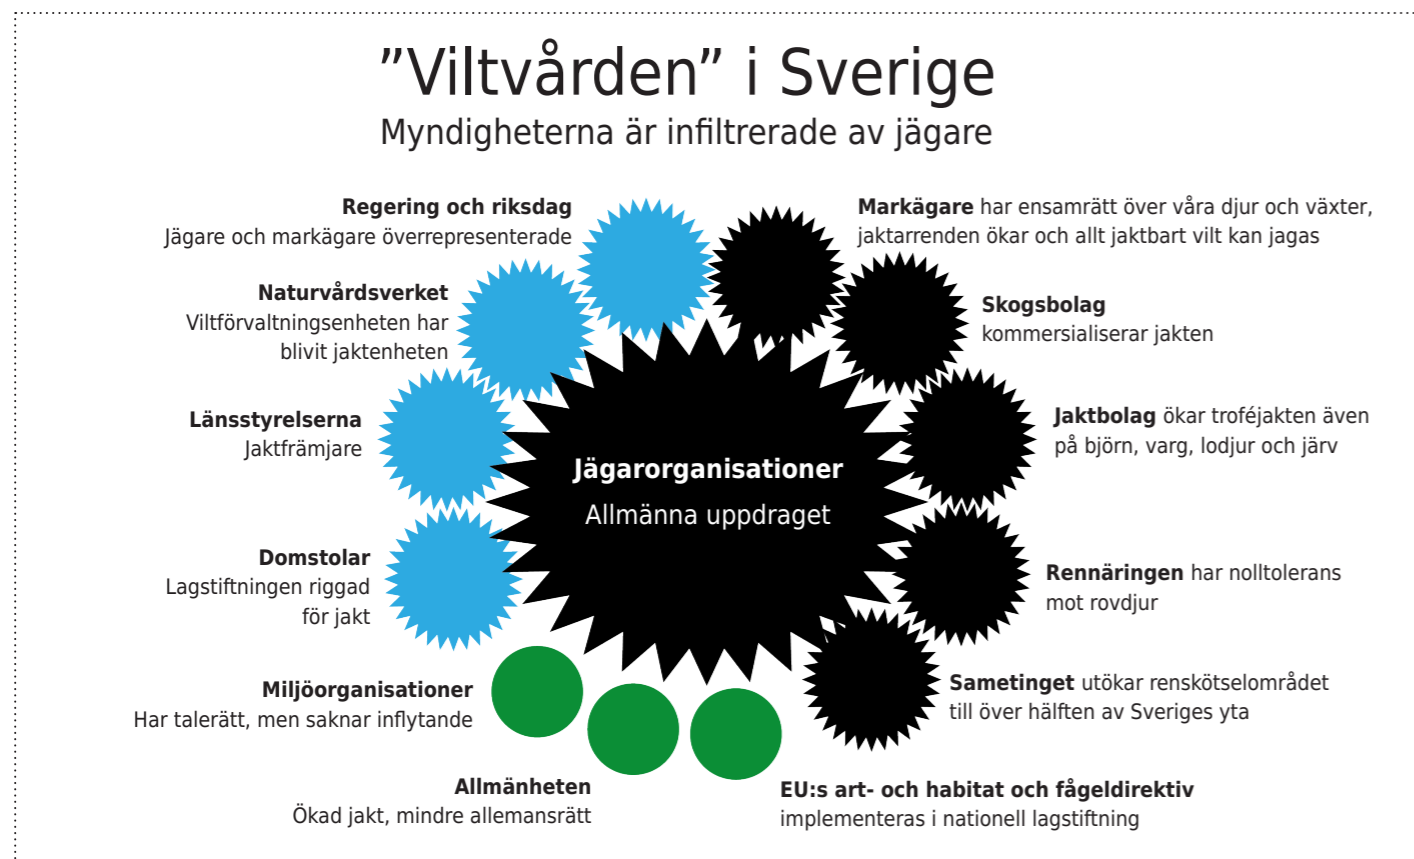 ”Viltvården” i Sverige
Myndigheterna är infiltrerade av jägare
Regering och riksdag
Jägare och markägare överrepresenterade
Markägare har ensamrätt över våra djur och växter,
jaktarrenden ökar och allt jaktbart vilt kan jagas
Naturvårdsverket
Viltförvaltningsenheten har
blivit jaktenheten
Skogsbolag
kommersialiserar jakten
Länsstyrelserna
Jaktfrämjare
Jaktbolag ökar troféjakten även
på björn, varg, lodjur och järv
Jägarorganisationer
Allmänna uppdraget
Domstolar
Lagstiftningen riggad
för jakt
Rennäringen har nolltolerans
mot rovdjur
Miljöorganisationer
Har talerätt, men saknar inflytande
Sametinget utökar renskötselområdet
till över hälften av Sveriges yta
Allmänheten
Ökad jakt, mindre allemansrätt
EU:s art- och habitat och fågeldirektiv
implementeras i nationell lagstiftning